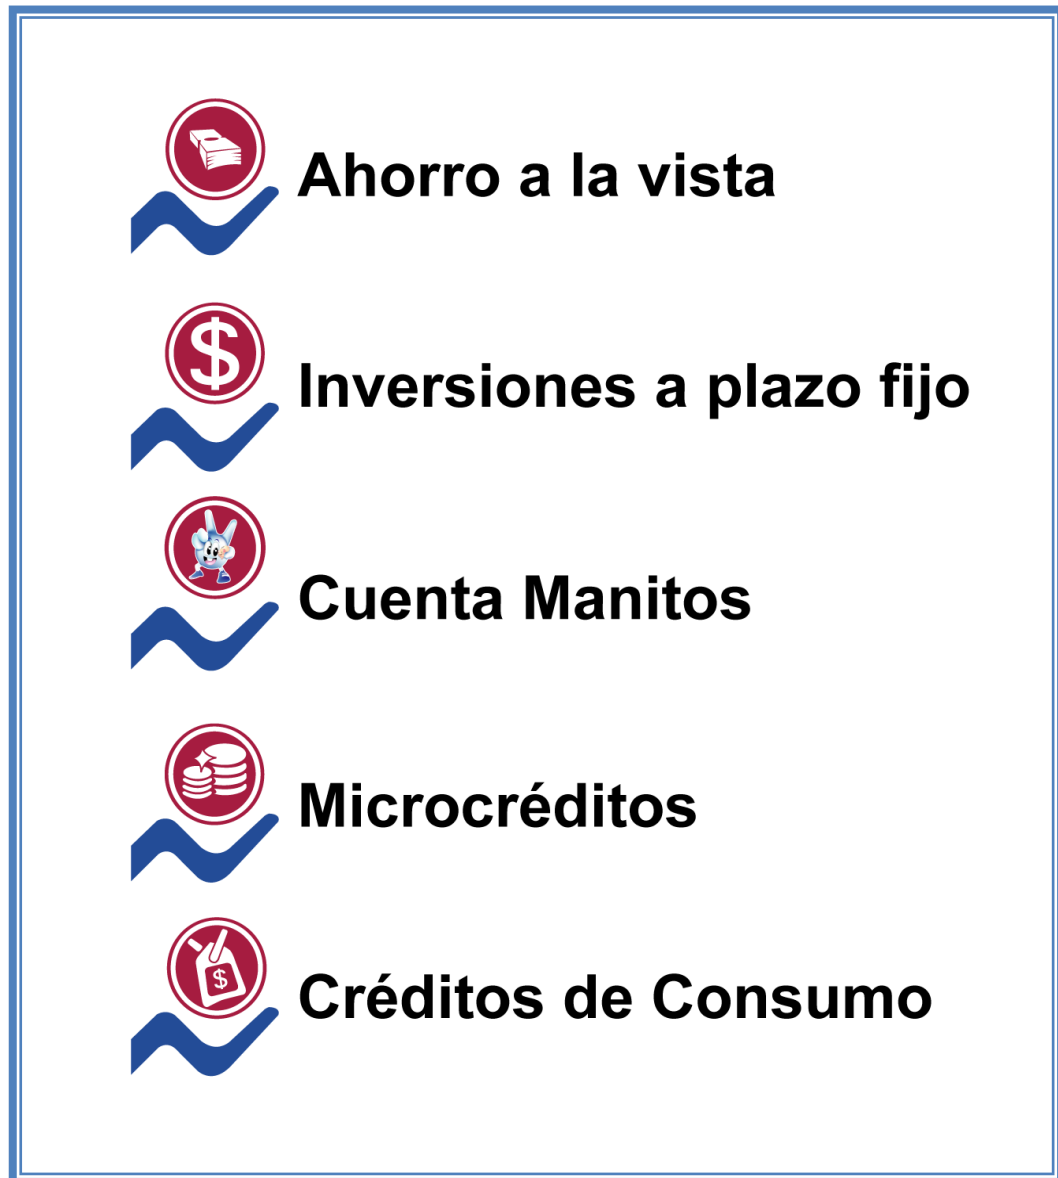 Ahorro a la vista
$
Inversiones a plazo fijo
Cuenta Manitos
Microcréditos
$
Créditos de Consumo